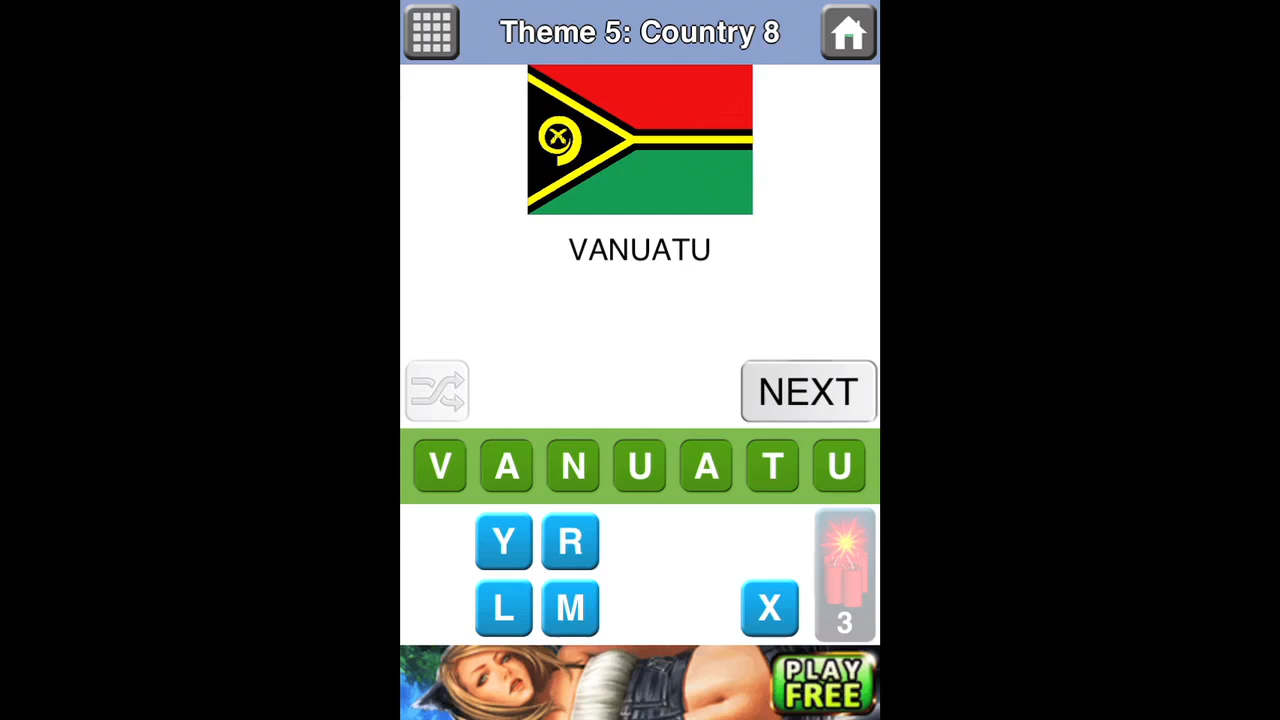 Theme 5: Country 8
VANUATU
NEXT
V A N U A T U
Y R
L M X
3
PLAY
FREE